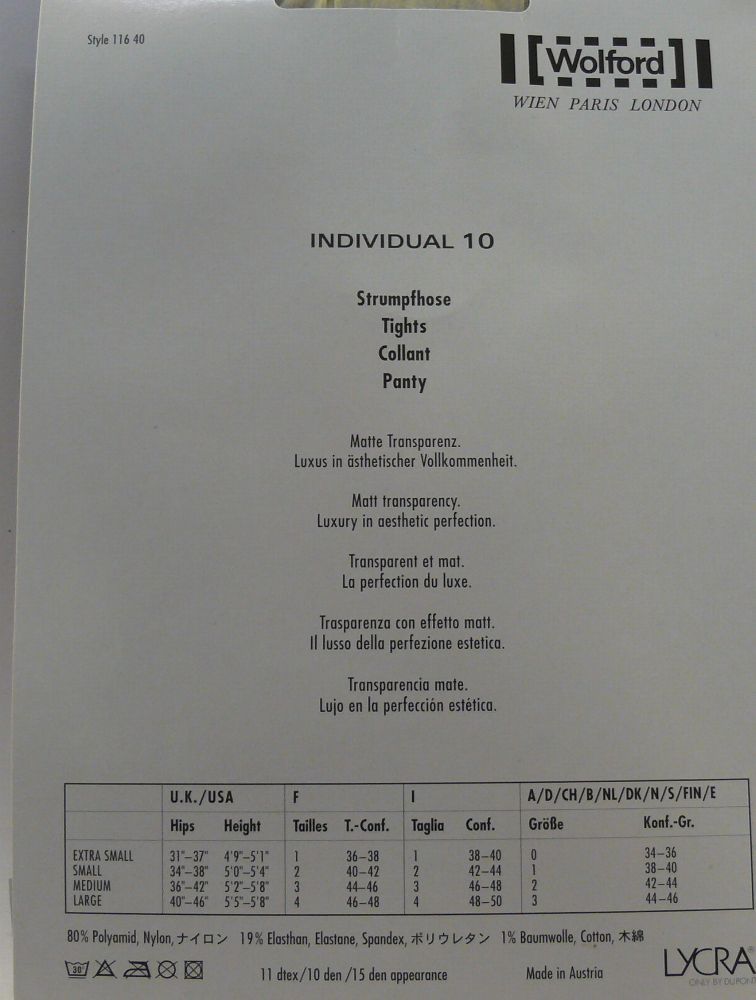 Style 116 40
Wolford
WIEN PARIS LONDON
INDIVIDUAL 10
Strumpfhose
Tights
Collant
Panty
Matte Transparenz.
Luxus in ästhetischer Vollkommenheit.
Matt transparency.
Luxury in aesthetic perfection.
Transparent et mat.
La perfection du luxe.
Trasparenza con effetto matt.
Il lusso della perfezione estetica.
Transparencia mate.
Lujo en la perfección estética.
U.K./USA F I A/D/CH/B/NL/DK/N/S/FIN/E
Hips Height Tailles T.-Conf. Taglia Conf. Größe Konf.-Gr.
EXTRA SMALL 31"–37" 4'9"–5'1" 1 36–38 1 38–40 0 34–36
SMALL 34"–38" 5'0"–5'4" 2 40–42 2 42–44 1 38–40
MEDIUM 36"–42" 5'2"–5'8" 3 44–46 3 46–48 2 42–44
LARGE 40"–46" 5'5"–5'8" 4 46–48 4 48–50 3 44–46
80% Polyamid, Nylon, ナイロン 19% Elasthan, Elastane, Spandex, ポリウレタン 1% Baumwolle, Cotton, 木綿
30° 11 dtex/10 den /15 den appearance Made in Austria LYCRA®
ONLY BY DUPONT